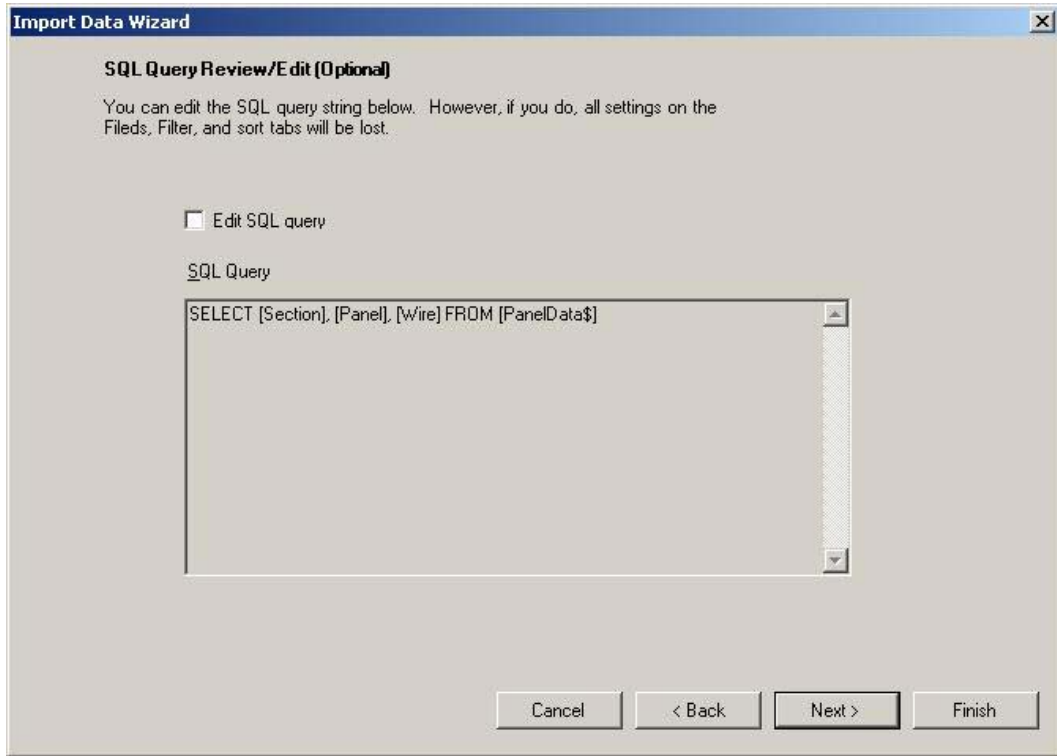 Import Data Wizard
SQL Query Review/Edit (Optional)
You can edit the SQL query string below. However, if you do, all settings on the
Fileds, Filter, and sort tabs will be lost.
Edit SQL query
SQL Query
SELECT [Section], [Panel], [Wire] FROM [PanelData$]
Cancel
< Back
Next >
Finish